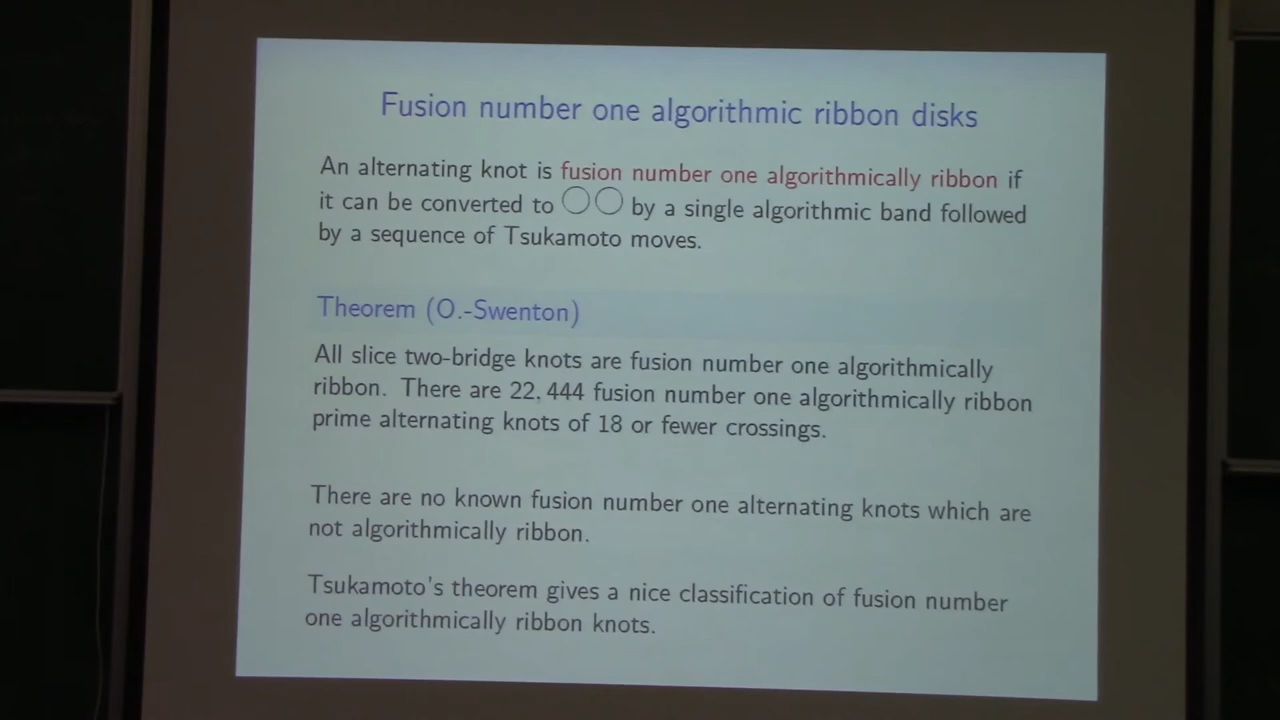 Fusion number one algorithmic ribbon disks
An alternating knot is fusion number one algorithmically ribbon if
it can be converted to ◯◯ by a single algorithmic band followed
by a sequence of Tsukamoto moves.
Theorem (O.-Swenton)
All slice two-bridge knots are fusion number one algorithmically
ribbon. There are 22,444 fusion number one algorithmically ribbon
prime alternating knots of 18 or fewer crossings.
There are no known fusion number one alternating knots which are
not algorithmically ribbon.
Tsukamoto's theorem gives a nice classification of fusion number
one algorithmically ribbon knots.